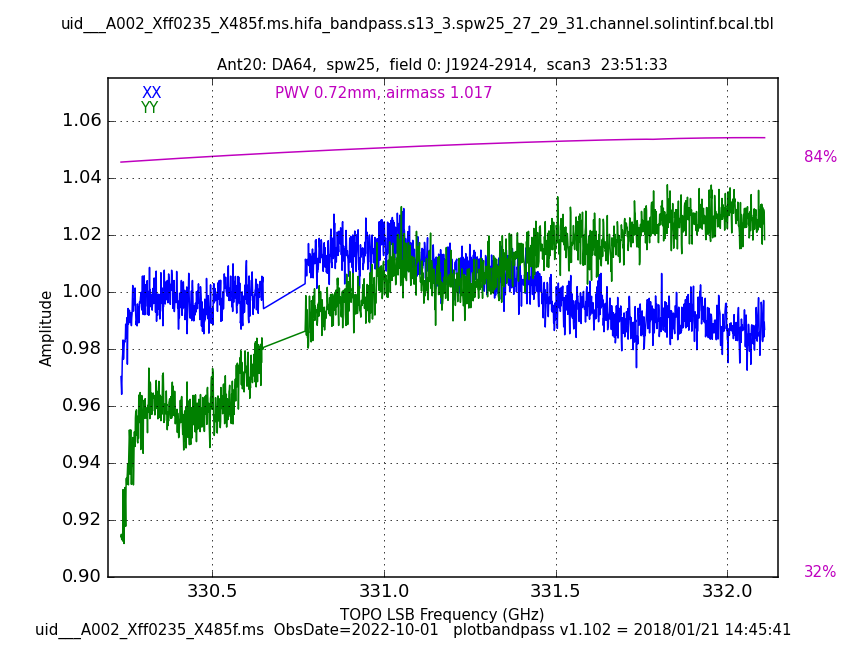 uid___A002_Xff0235_X485f.ms.hifa_bandpass.s13_3.spw25_27_29_31.channel.solintinf.bcal.tbl
Ant20: DA64,  spw25,  field 0: J1924-2914,  scan3  23:51:33
XX
PWV 0.72mm, airmass 1.017
YY
1.06
84%
1.04
1.02
1.00
0.98
0.96
0.94
0.92
0.90
32%
Amplitude
330.5 331.0 331.5 332.0
TOPO LSB Frequency (GHz)
uid___A002_Xff0235_X485f.ms  ObsDate=2022-10-01   plotbandpass v1.102 = 2018/01/21 14:45:41